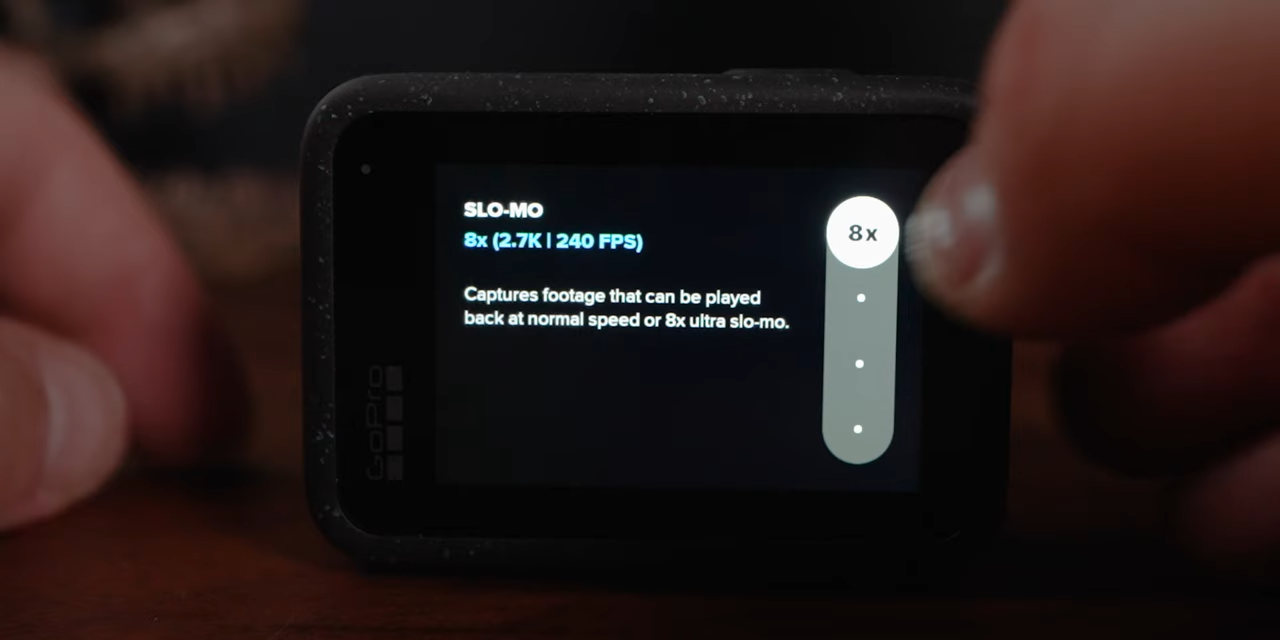 SLO-MO
8x (2.7K | 240 FPS)
8x
Captures footage that can be played
back at normal speed or 8x ultra slo-mo.
GoPro